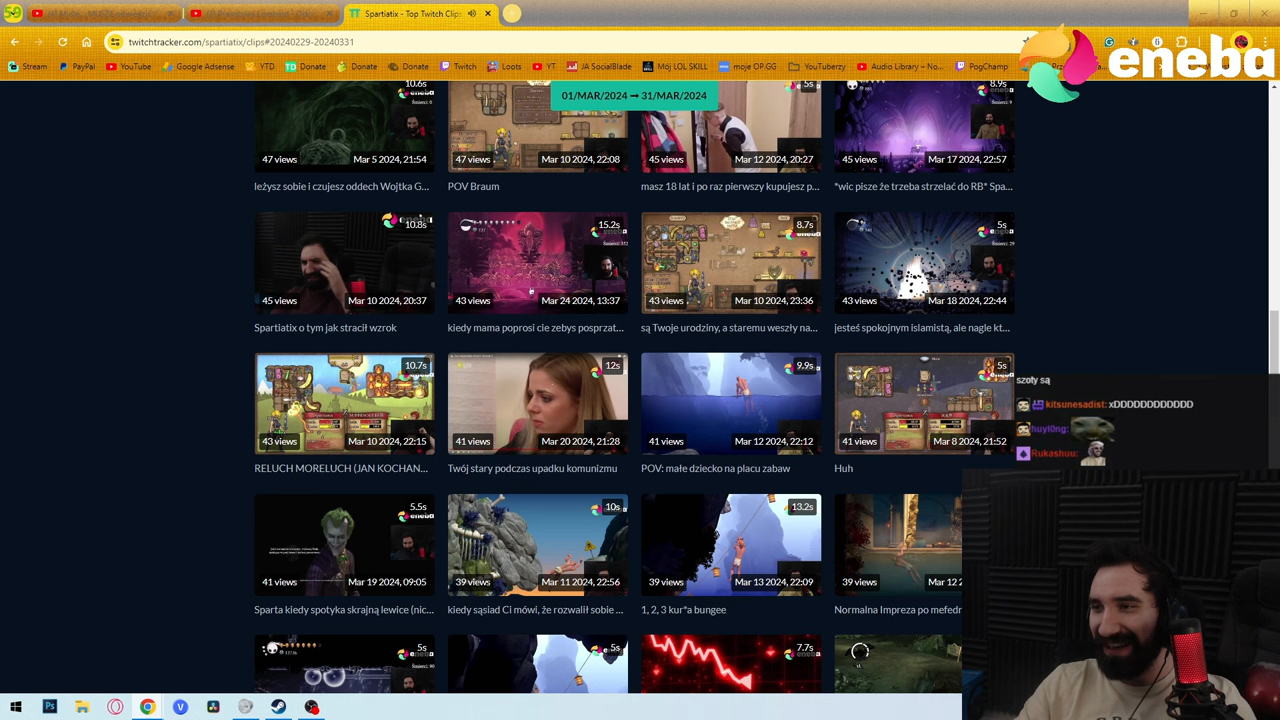 Spartiatix - Top Twitch Clips
twitchtracker.com/spartiatix/clips#20240229-20240331
eneba
Stream
PayPal
YouTube
Google Adsense
YTD
Donate
Donate
Donate
Twitch
Loots
YT
JA SocialBlade
Mój LOL SKILL
moje OP.GG
YouTuberzy
Audio Library – No...
PogChamp
01/MAR/2024 → 31/MAR/2024
10.6s
5s
8.9s
47 views
Mar 5 2024, 21:54
47 views
Mar 10 2024, 22:08
45 views
Mar 12 2024, 20:27
45 views
Mar 17 2024, 22:57
leżysz sobie i czujesz oddech Wojtka G...
POV Braum
masz 18 lat i po raz pierwszy kupujesz p...
*wic pisze że trzeba strzelać do RB* Spa...
10.8s
15.2s
8.7s
5s
45 views
Mar 10 2024, 20:37
43 views
Mar 24 2024, 13:37
43 views
Mar 10 2024, 23:36
43 views
Mar 18 2024, 22:44
Spartiatix o tym jak stracił wzrok
kiedy mama poprosi cie zebys posprzat...
są Twoje urodziny, a staremu weszły na...
jesteś spokojnym islamistą, ale nagle kt...
10.7s
12s
9.9s
5s
43 views
Mar 10 2024, 22:15
41 views
Mar 20 2024, 21:28
41 views
Mar 12 2024, 22:12
41 views
Mar 8 2024, 21:52
RELUCH MORELUCH (JAN KOCHAN...
Twój stary podczas upadku komunizmu
POV: małe dziecko na placu zabaw
Huh
szoty są
kitsunesadist: xDDDDDDDDDDDD
huyl0ng:
Rukashuu:
5.5s
10s
13.2s
41 views
Mar 19 2024, 09:05
39 views
Mar 11 2024, 22:56
39 views
Mar 13 2024, 22:09
39 views
Mar 12 2
Sparta kiedy spotyka skrajną lewice (nic...
kiedy sąsiad Ci mówi, że rozwalił sobie ...
1, 2, 3 kur*a bungee
Normalna Impreza po mefedr
5s
5s
7.7s